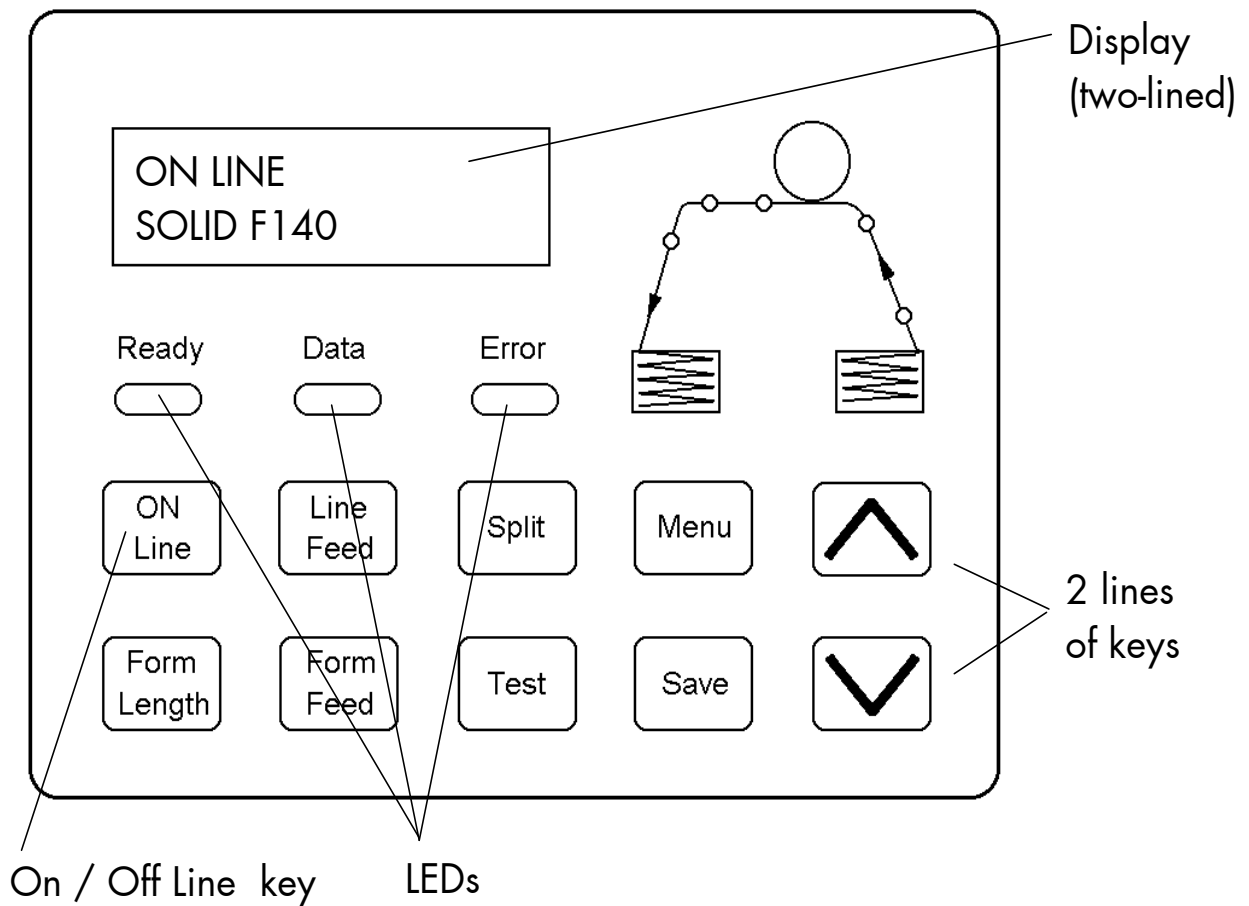 Display
(two-lined)
ON LINE
SOLID F140
Ready Data Error
ON
Line
Line
Feed
Split
Menu
2 lines
of keys
Form
Length
Form
Feed
Test
Save
On / Off Line key
LEDs